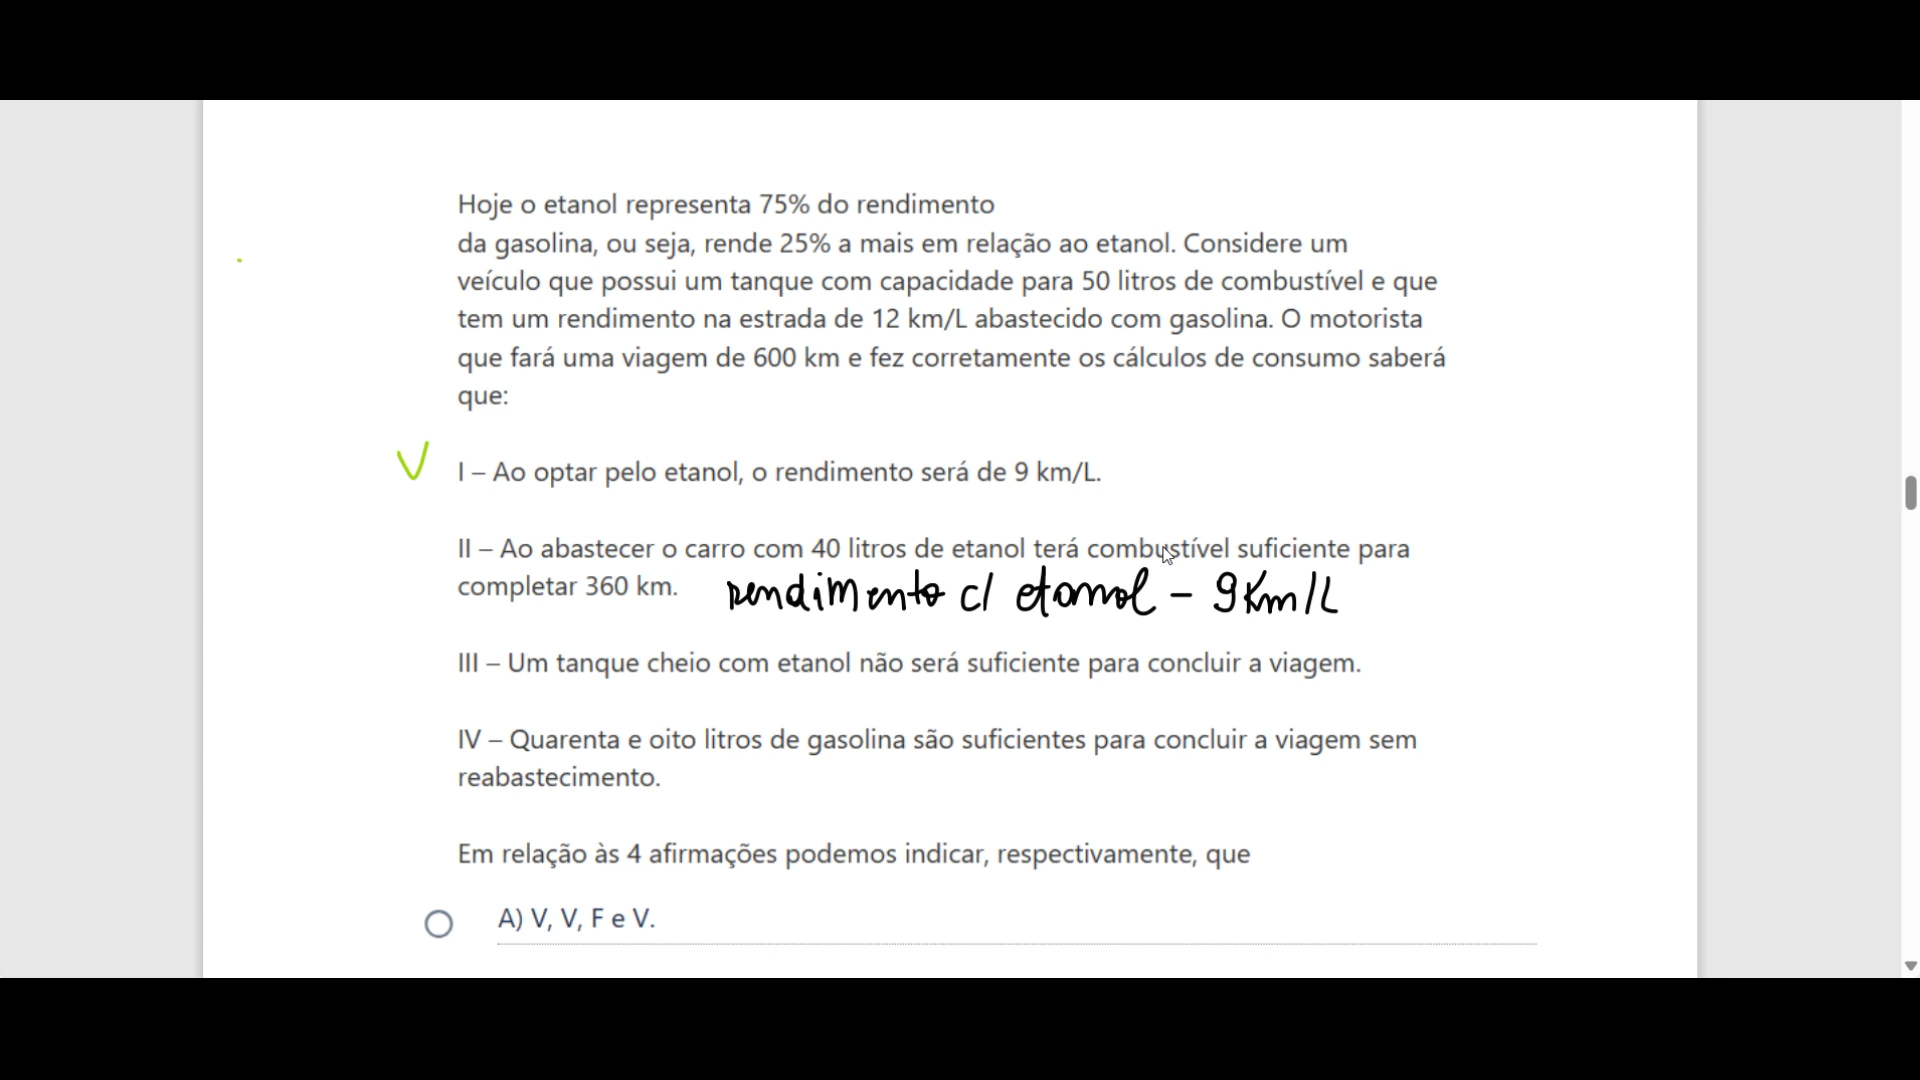 Hoje o etanol representa 75% do rendimento
da gasolina, ou seja, rende 25% a mais em relação ao etanol. Considere um
veículo que possui um tanque com capacidade para 50 litros de combustível e que
tem um rendimento na estrada de 12 km/L abastecido com gasolina. O motorista
que fará uma viagem de 600 km e fez corretamente os cálculos de consumo saberá
que:
V I – Ao optar pelo etanol, o rendimento será de 9 km/L.
II – Ao abastecer o carro com 40 litros de etanol terá combustível suficiente para
completar 360 km. rendimento c/ etanol – 9 Km/L
III – Um tanque cheio com etanol não será suficiente para concluir a viagem.
IV – Quarenta e oito litros de gasolina são suficientes para concluir a viagem sem
reabastecimento.
Em relação às 4 afirmações podemos indicar, respectivamente, que
A) V, V, F e V.